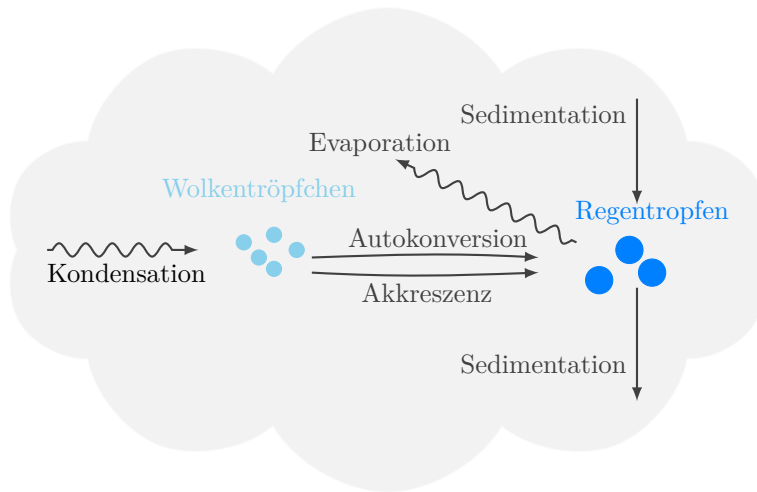 Sedimentation
Evaporation
Wolkentröpfchen
Regentropfen
Autokonversion
Kondensation
Akkreszenz
Sedimentation